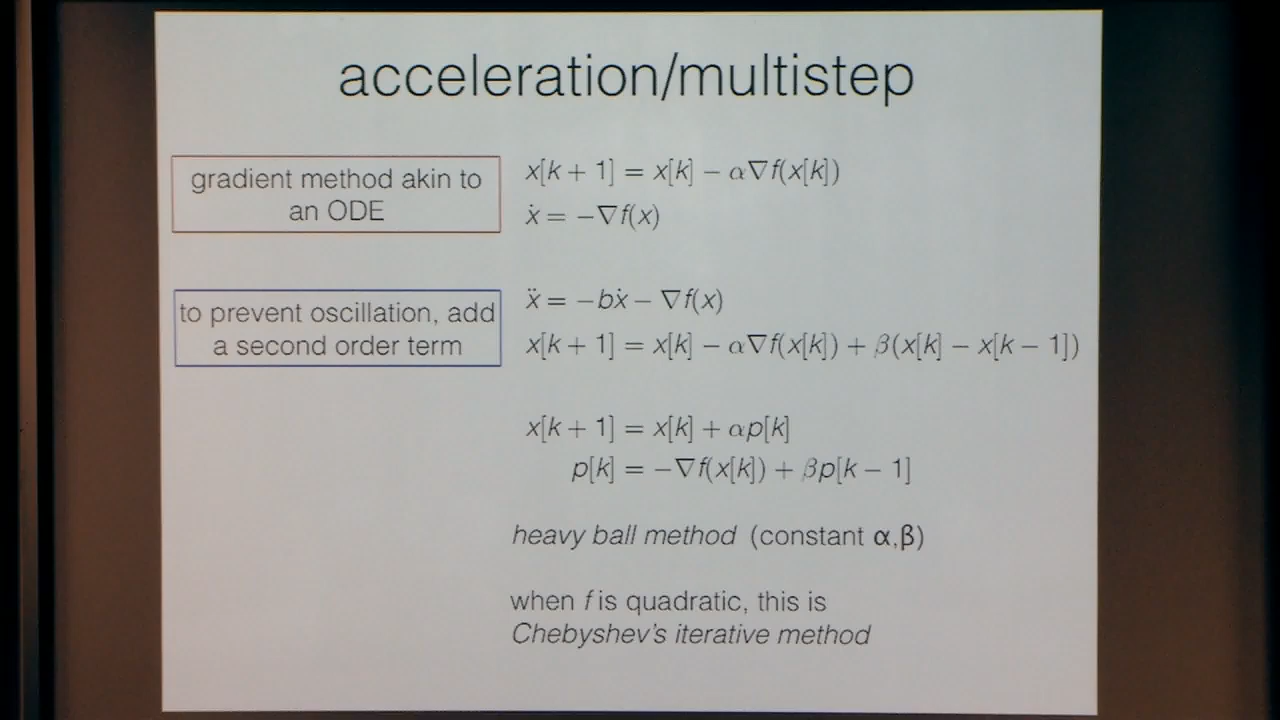 acceleration/multistep
gradient method akin to
an ODE
x[k + 1] = x[k] − α∇f(x[k])
ẋ = −∇f(x)
to prevent oscillation, add
a second order term
ẍ = −bẋ − ∇f(x)
x[k + 1] = x[k] − α∇f(x[k]) + β(x[k] − x[k − 1])
x[k + 1] = x[k] + αp[k]
p[k] = −∇f(x[k]) + βp[k − 1]
heavy ball method (constant α,β)
when f is quadratic, this is
Chebyshev's iterative method